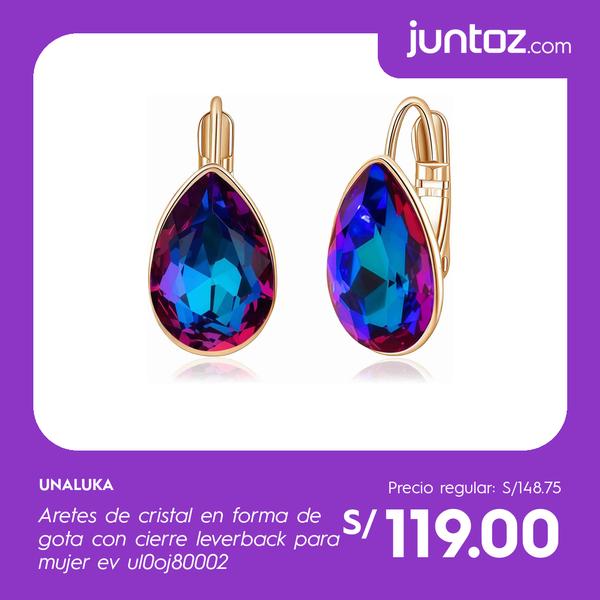 juntoz.com
UNALUKA
Aretes de cristal en forma de
gota con cierre leverback para
mujer ev ul0oj80002
Precio regular: S/148.75
S/119.00